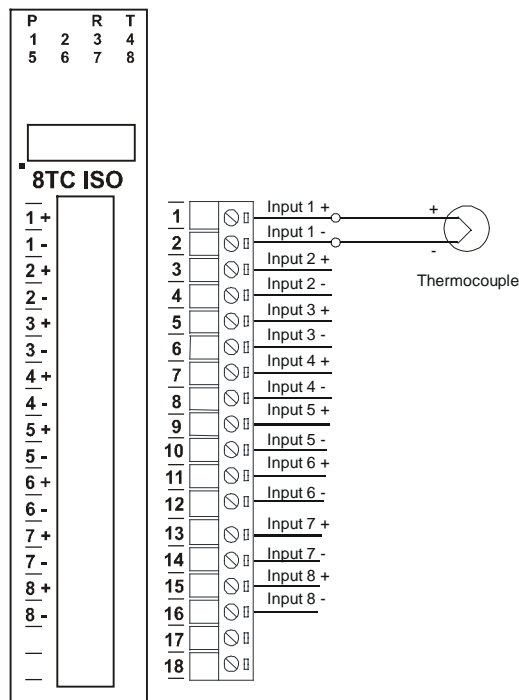 P R T
1 2 3 4
5 6 7 8
8TC ISO
1 +
1 -
2 +
2 -
3 +
3 -
4 +
4 -
5 +
5 -
6 +
6 -
7 +
7 -
8 +
8 -
1 Input 1 + +
2 Input 1 - -
3 Input 2 +
4 Input 2 -
5 Input 3 +
6 Input 3 -
7 Input 4 +
8 Input 4 -
9 Input 5 +
10 Input 5 -
11 Input 6 +
12 Input 6 -
13 Input 7 +
14 Input 7 -
15 Input 8 +
16 Input 8 -
17
18
Thermocouple